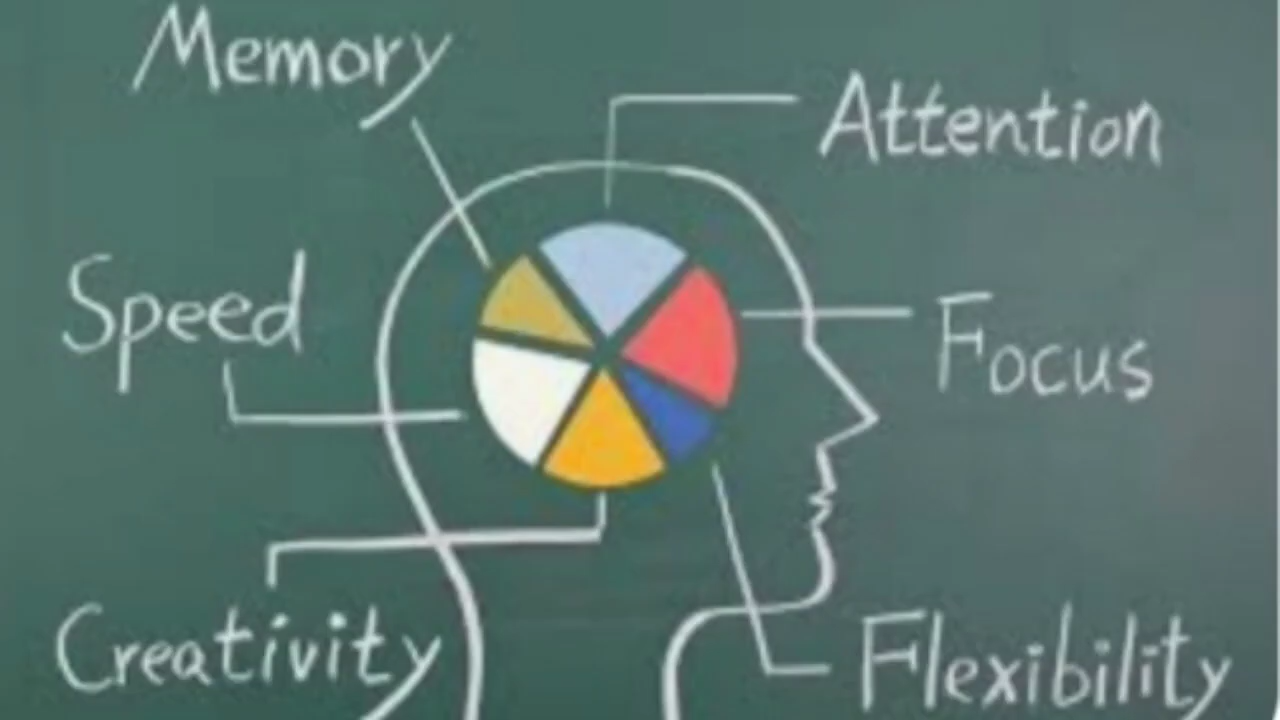 Memory
Attention
Speed
Focus
Creativity
Flexibility